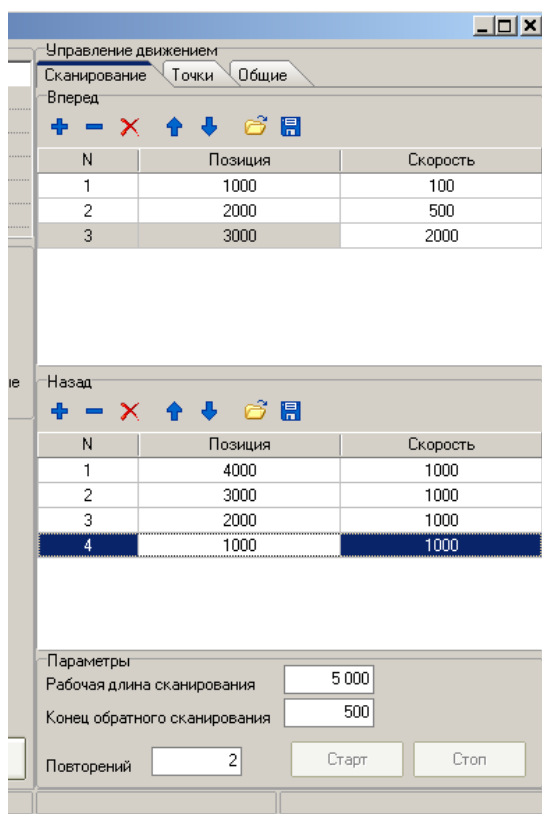 Управление движением
Сканирование Точки Общие
Вперед
N Позиция Скорость
1 1000 100
2 2000 500
3 3000 2000
Назад
N Позиция Скорость
1 4000 1000
2 3000 1000
3 2000 1000
4 1000 1000
Параметры
Рабочая длина сканирования 5 000
Конец обратного сканирования 500
Повторений 2 Старт Стоп